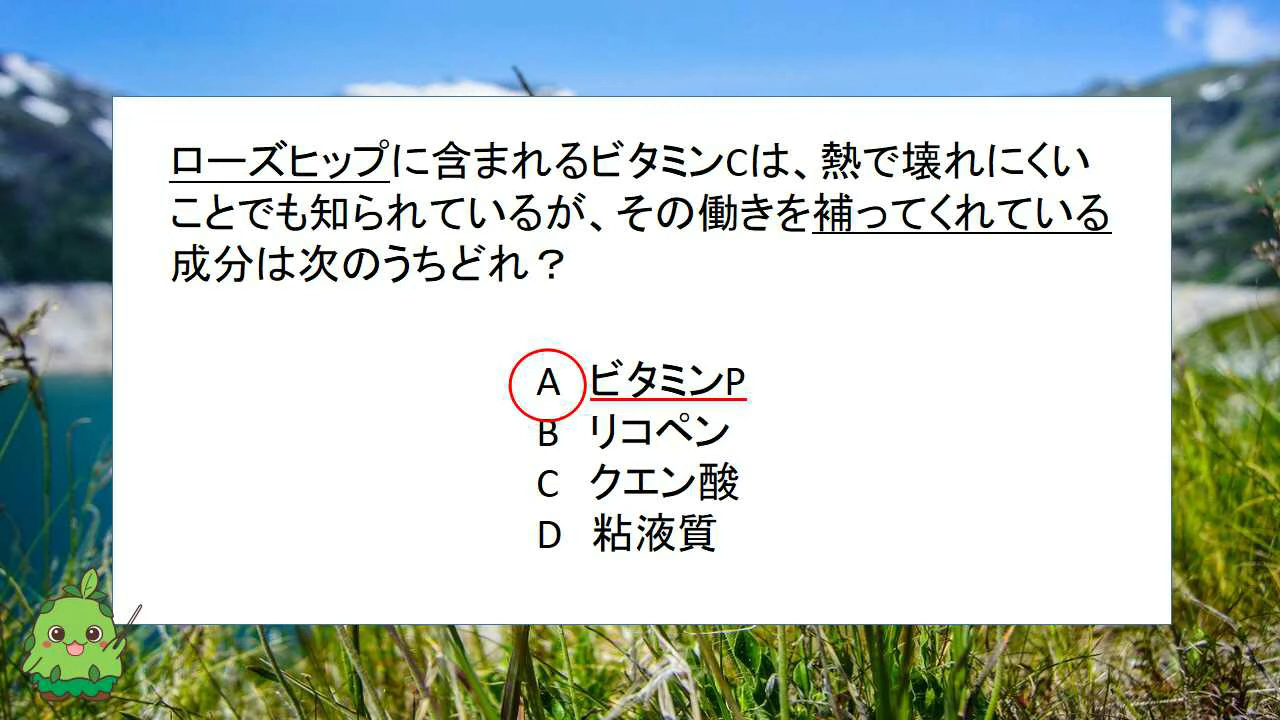 ローズヒップに含まれるビタミンCは、熱で壊れにくい
ことでも知られているが、その働きを補ってくれている
成分は次のうちどれ？
A ビタミンP
B リコペン
C クエン酸
D 粘液質